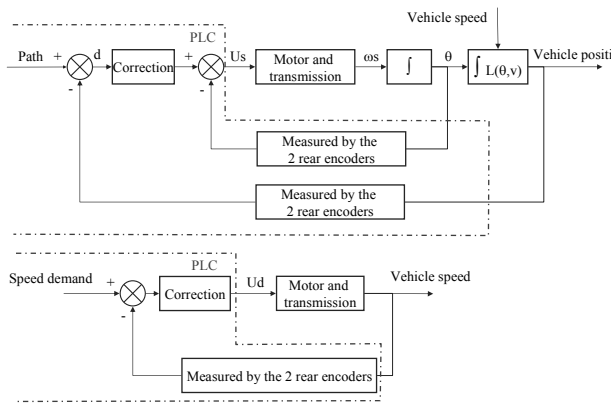 Vehicle speed
PLC
Path + d Correction + Us Motor and transmission ωs ∫ θ ∫ L(θ,v) Vehicle positi
-
-
Measured by the
2 rear encoders
Measured by the
2 rear encoders
PLC
Speed demand + Correction Ud Motor and transmission Vehicle speed
-
Measured by the 2 rear encoders